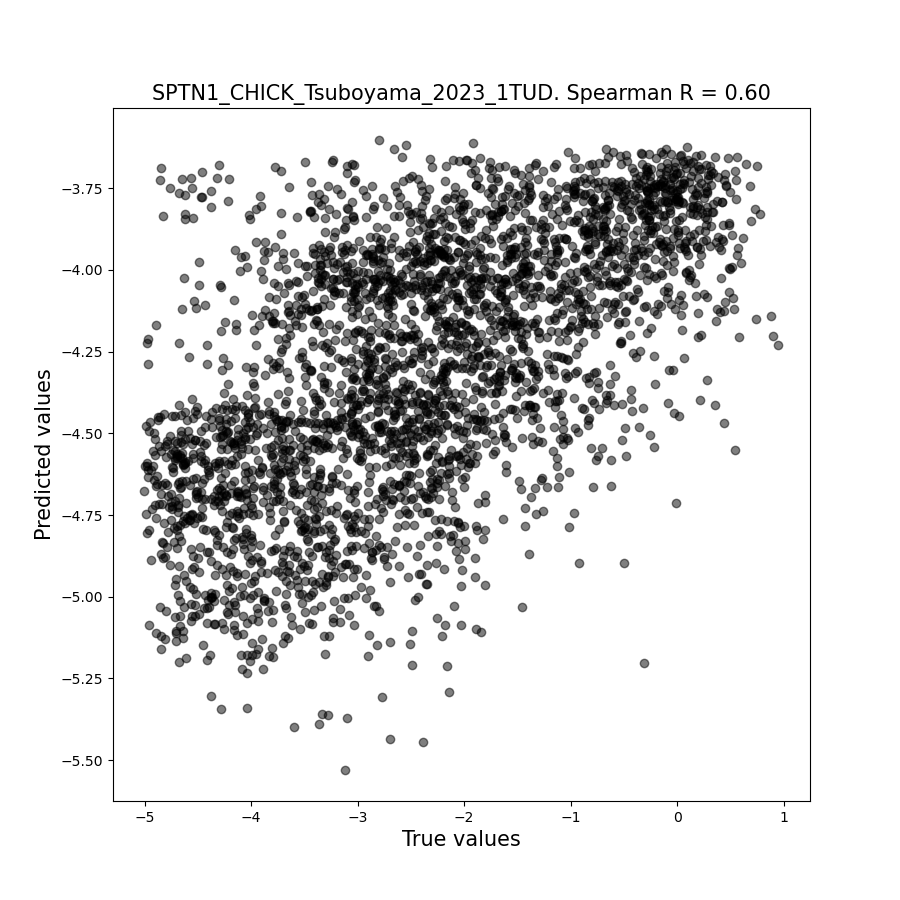 SPTN1_CHICK_Tsuboyama_2023_1TUD. Spearman R = 0.60
Predicted values
−3.75
−4.00
−4.25
−4.50
−4.75
−5.00
−5.25
−5.50
−5 −4 −3 −2 −1 0 1
True values